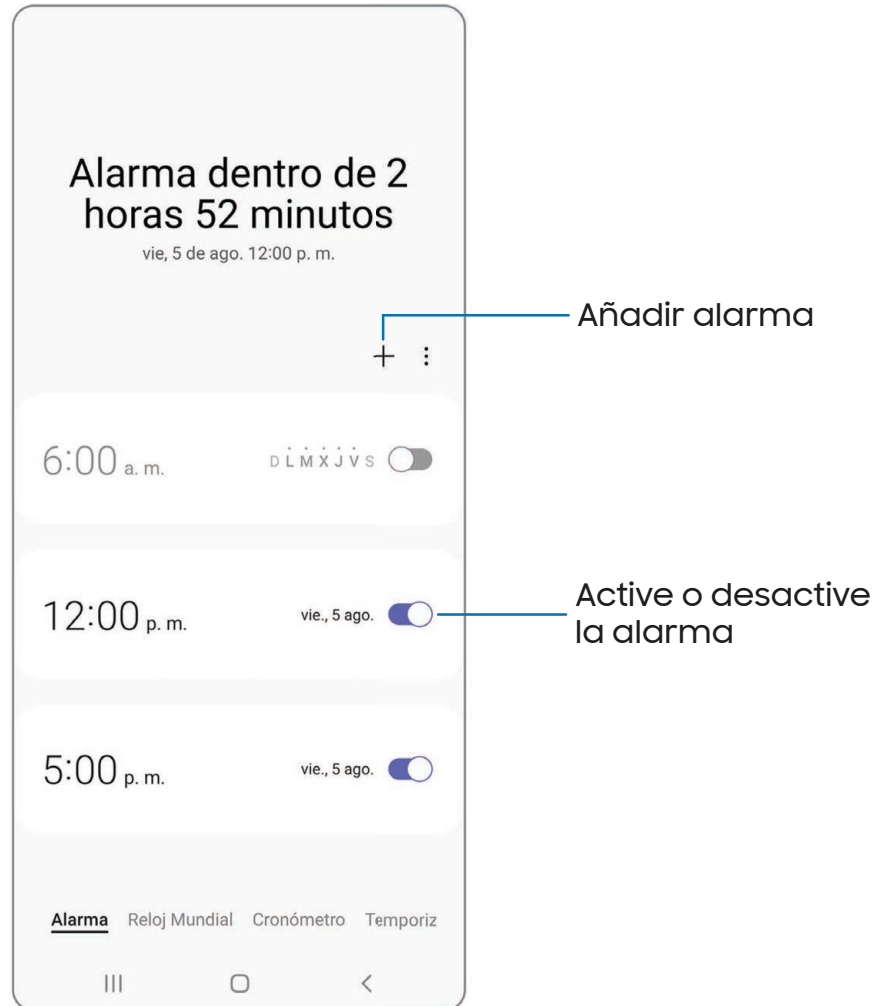 Alarma dentro de 2
horas 52 minutos
vie, 5 de ago. 12:00 p. m.
Añadir alarma
6:00 a. m.
D L M X J V S
12:00 p. m.
vie., 5 ago.
Active o desactive
la alarma
5:00 p. m.
vie., 5 ago.
Alarma Reloj Mundial Cronómetro Temporiz